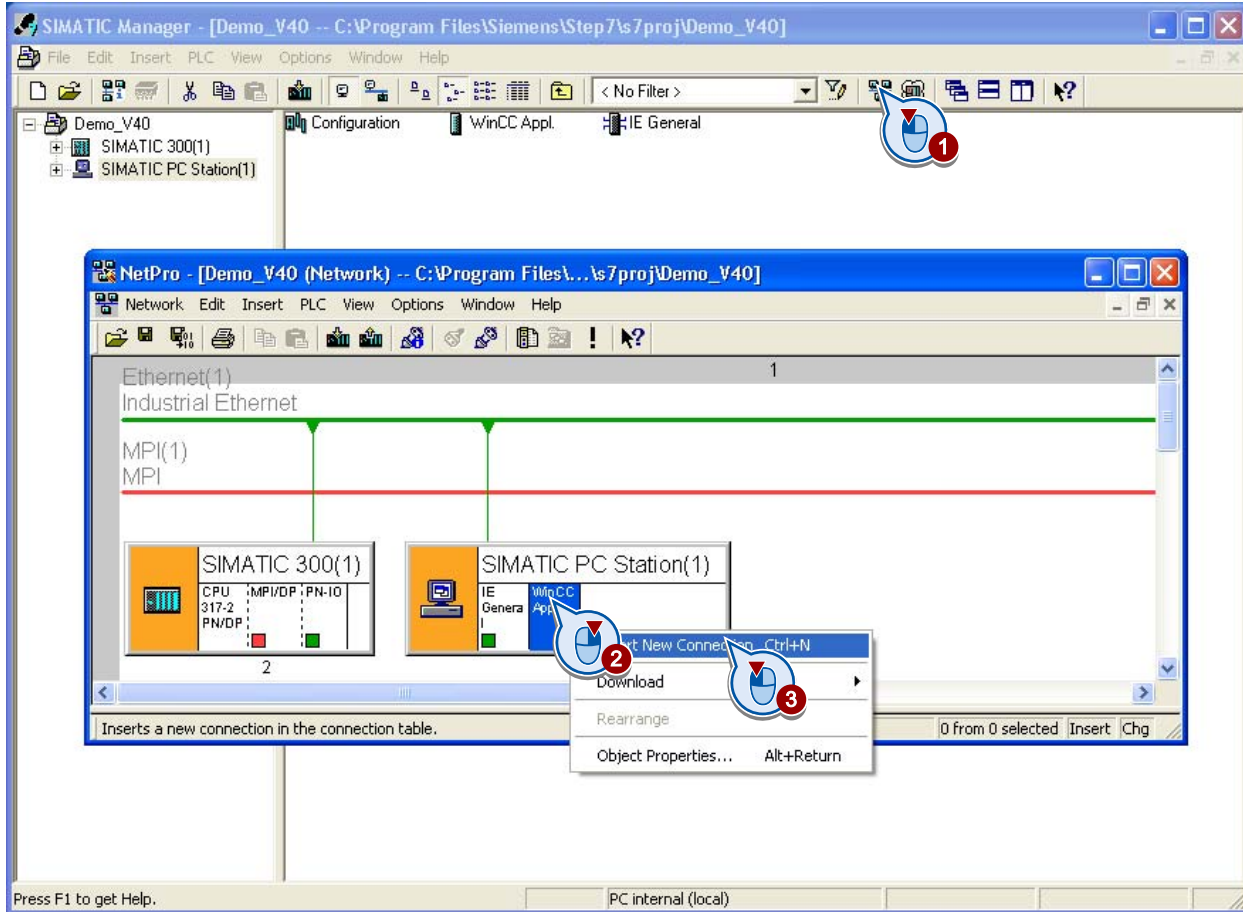 SIMATIC Manager - [Demo_V40 -- C:\Program Files\Siemens\Step7\s7proj\Demo_V40]
File Edit Insert PLC View Options Window Help
< No Filter >
Demo_V40
SIMATIC 300(1)
SIMATIC PC Station(1)
Configuration
WinCC Appl.
IE General
1
NetPro - [Demo_V40 (Network) -- C:\Program Files\...\s7proj\Demo_V40]
Network Edit Insert PLC View Options Window Help
1
Ethernet(1)
Industrial Ethernet
MPI(1)
MPI
SIMATIC 300(1)
CPU
317-2
PN/DP
MPI/DP
PN-IO
2
SIMATIC PC Station(1)
IE
Genera
l
WinCC
2
New Connection Ctrl+N
3
Download
Rearrange
Object Properties... Alt+Return
Inserts a new connection in the connection table.
0 from 0 selected
Insert
Chg
Press F1 to get Help.
PC internal (local)